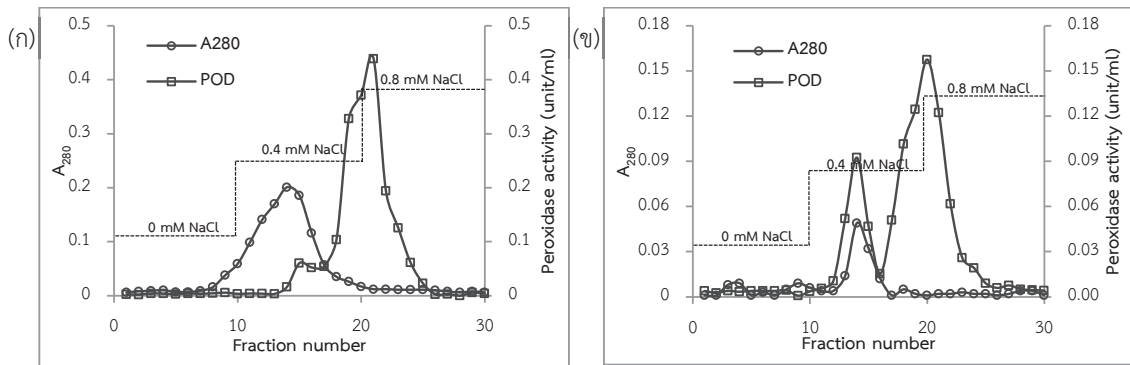 (ก)
0.5
0.4
0.3
0.2
0.1
0
A280
POD
0 mM NaCl
0.4 mM NaCl
0.8 mM NaCl
0.5
0.4
0.3
0.2
0.1
0
A280
Peroxidase activity (unit/ml)
0 10 20 30
Fraction number
(ข)
0.18
0.15
0.12
0.09
0.06
0.03
0
A280
POD
0 mM NaCl
0.4 mM NaCl
0.8 mM NaCl
0.18
0.15
0.12
0.09
0.06
0.03
0.00
A280
Peroxidase activity (unit/ml)
0 10 20 30
Fraction number